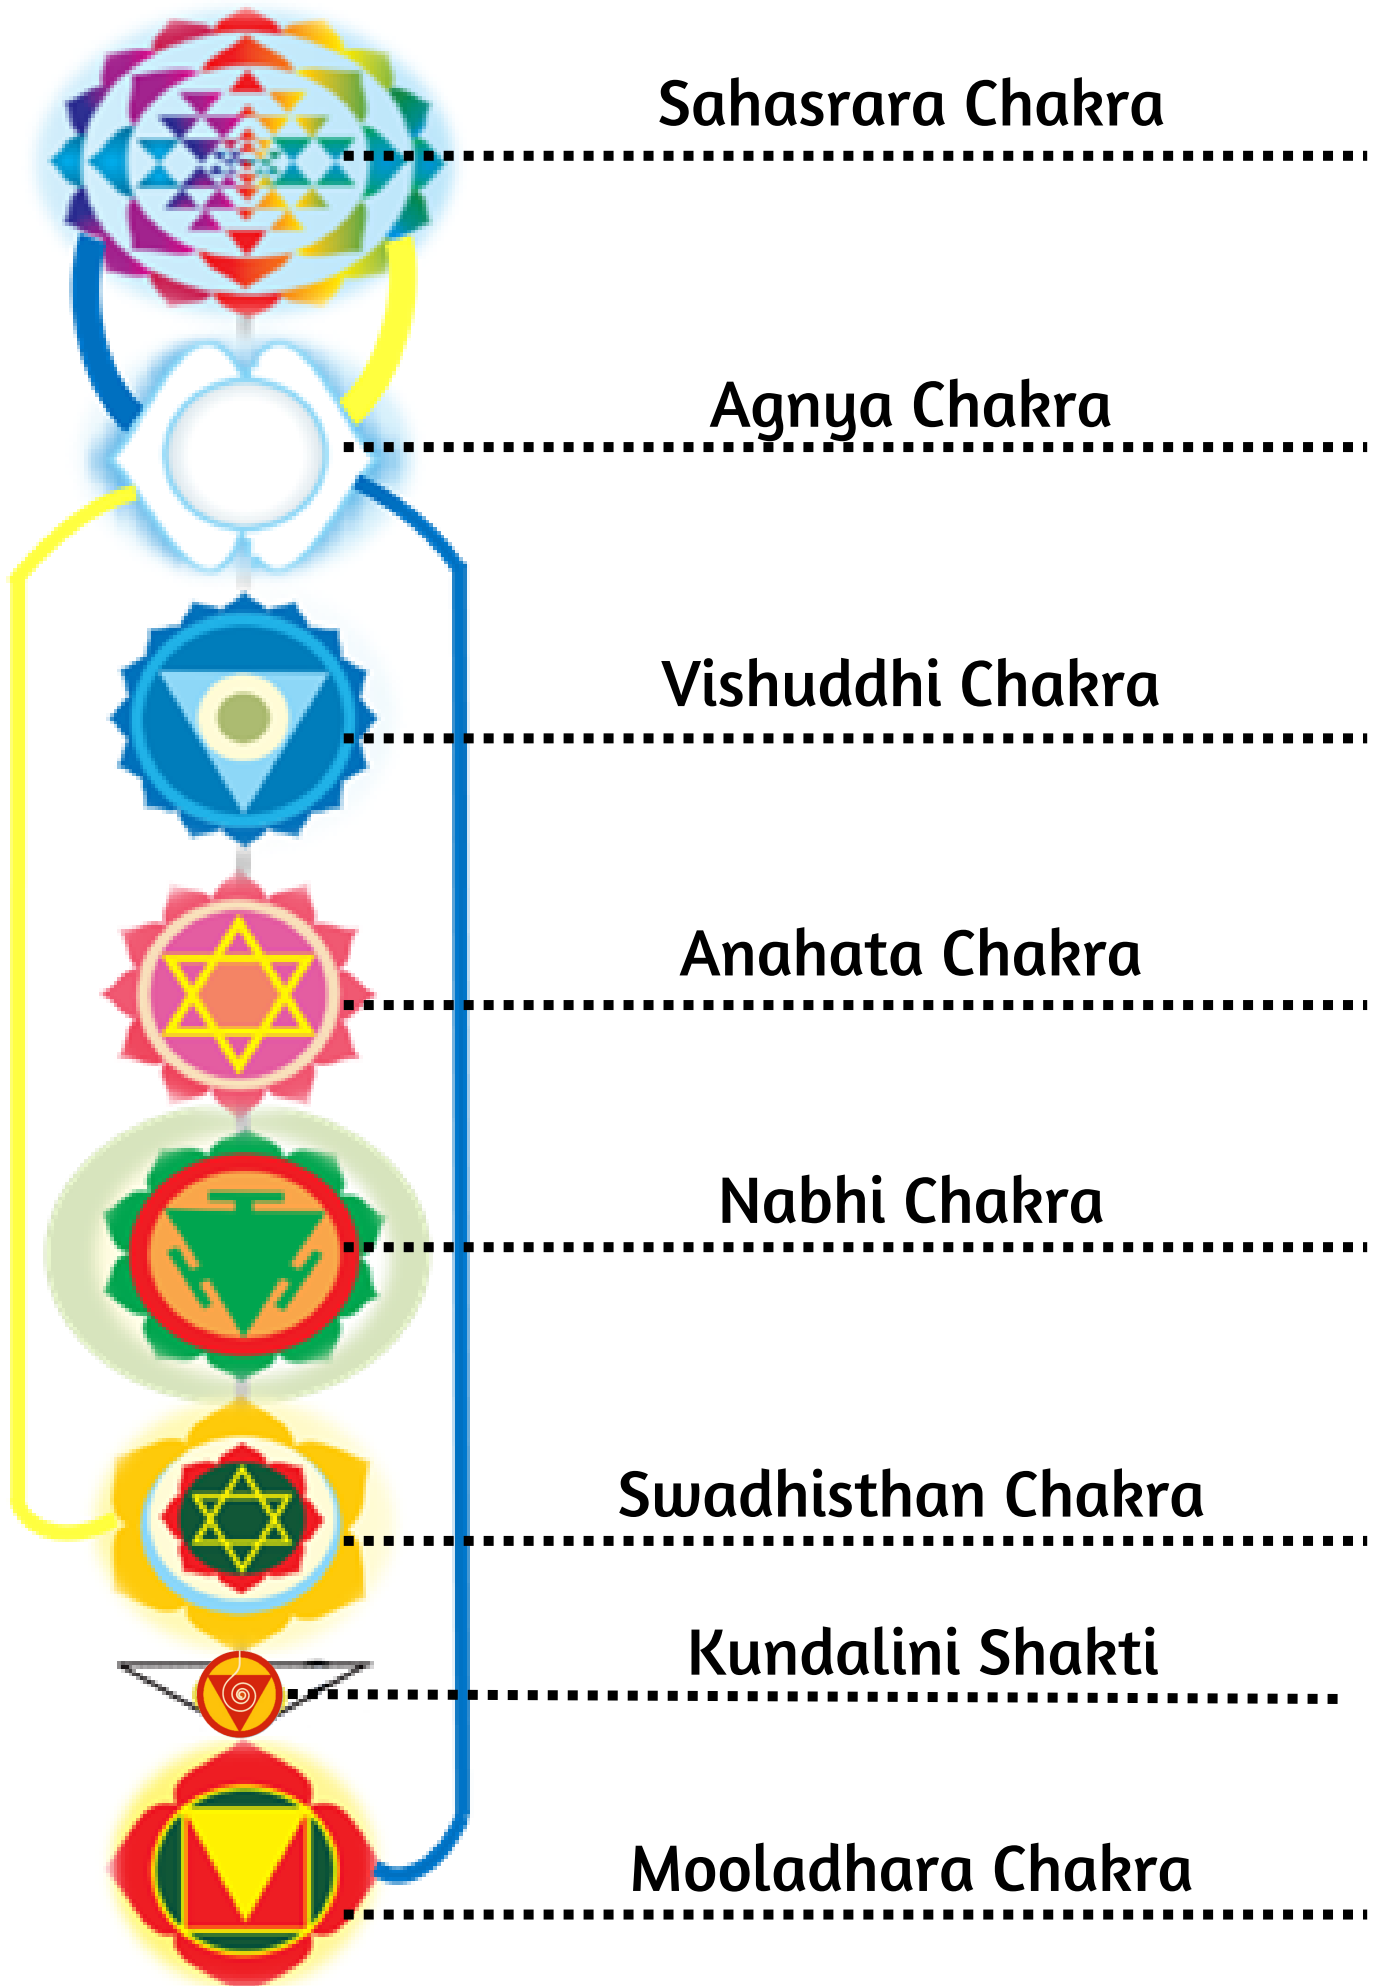 Sahasrara Chakra
Agnya Chakra
Vishuddhi Chakra
Anahata Chakra
Nabhi Chakra
Swadhisthan Chakra
Kundalini Shakti
Mooladhara Chakra